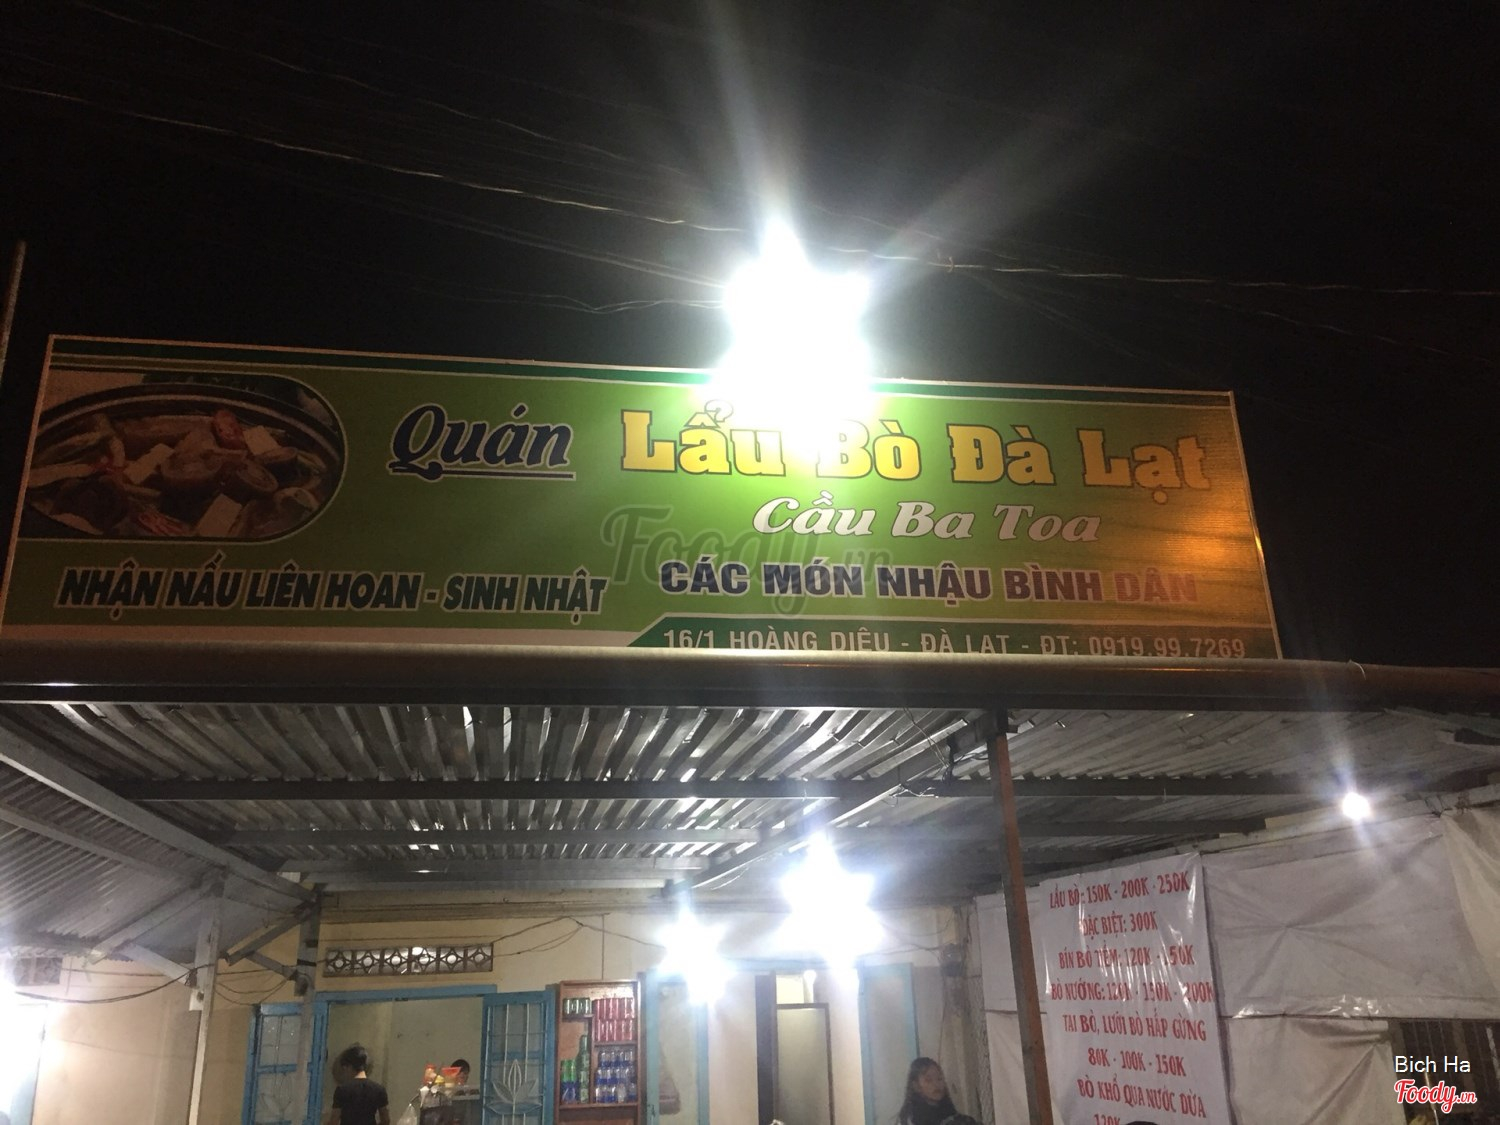 Quán Lẩu Bò Đà Lạt
Cầu Ba Toa
NHẬN NẤU LIÊN HOAN - SINH NHẬT
CÁC MÓN NHẬU BÌNH DÂN
16/1 HOÀNG DIỆU - ĐÀ LẠT - ĐT: 0919.99.7269
Foody.vn
LẨU BÒ: 150K - 200K - 250K
ĐẶC BIỆT: 300K
BÒ TIỀM: 120K - 150K
BÒ NƯỚNG: 120K - 150K - 200K
TAI BÒ, LƯỠI BÒ HẤP GỪNG
80K - 100K - 150K
BÒ KHỔ QUA NƯỚC DỪA
120K
Bich Ha
Foody.vn